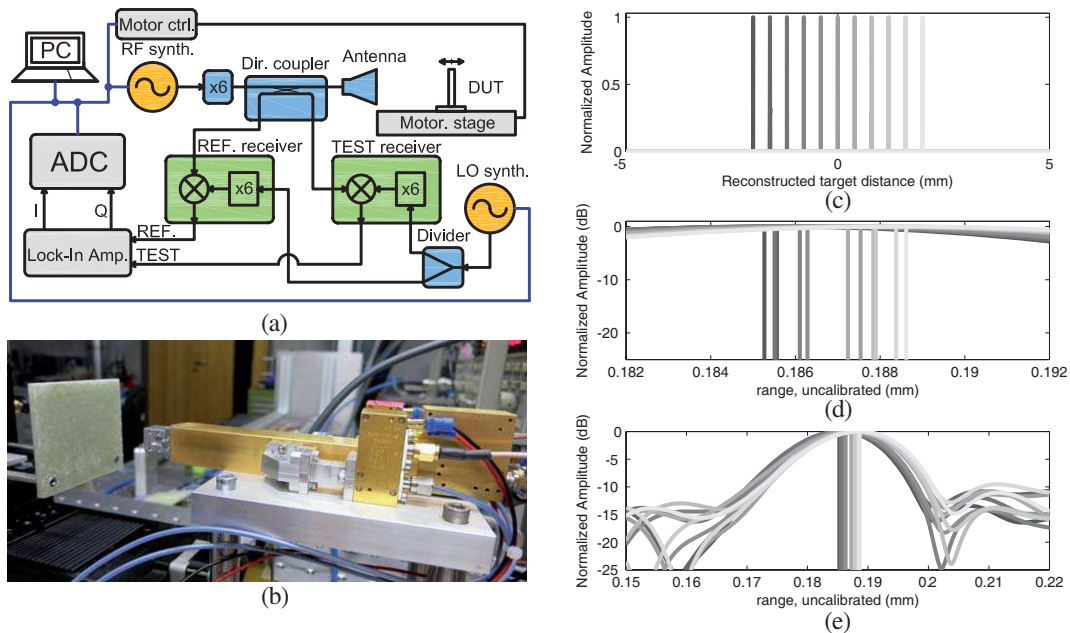 Motor ctrl.
PC
RF synth.
x6
Dir. coupler
Antenna
DUT
Motor. stage
ADC
REF. receiver
x6
TEST receiver
x6
LO synth.
I
Q
REF.
TEST
Lock-In Amp.
Divider
(a)
(b)
Normalized Amplitude
1
0.5
0
-5
0
5
Reconstructed target distance (mm)
(c)
Normalized Amplitude (dB)
0
-10
-20
0.182
0.184
0.186
0.188
0.19
0.192
range, uncalibrated (mm)
(d)
Normalized Amplitude (dB)
0
-5
-10
-15
-20
-25
0.15
0.16
0.17
0.18
0.19
0.2
0.21
0.22
range, uncalibrated (mm)
(e)